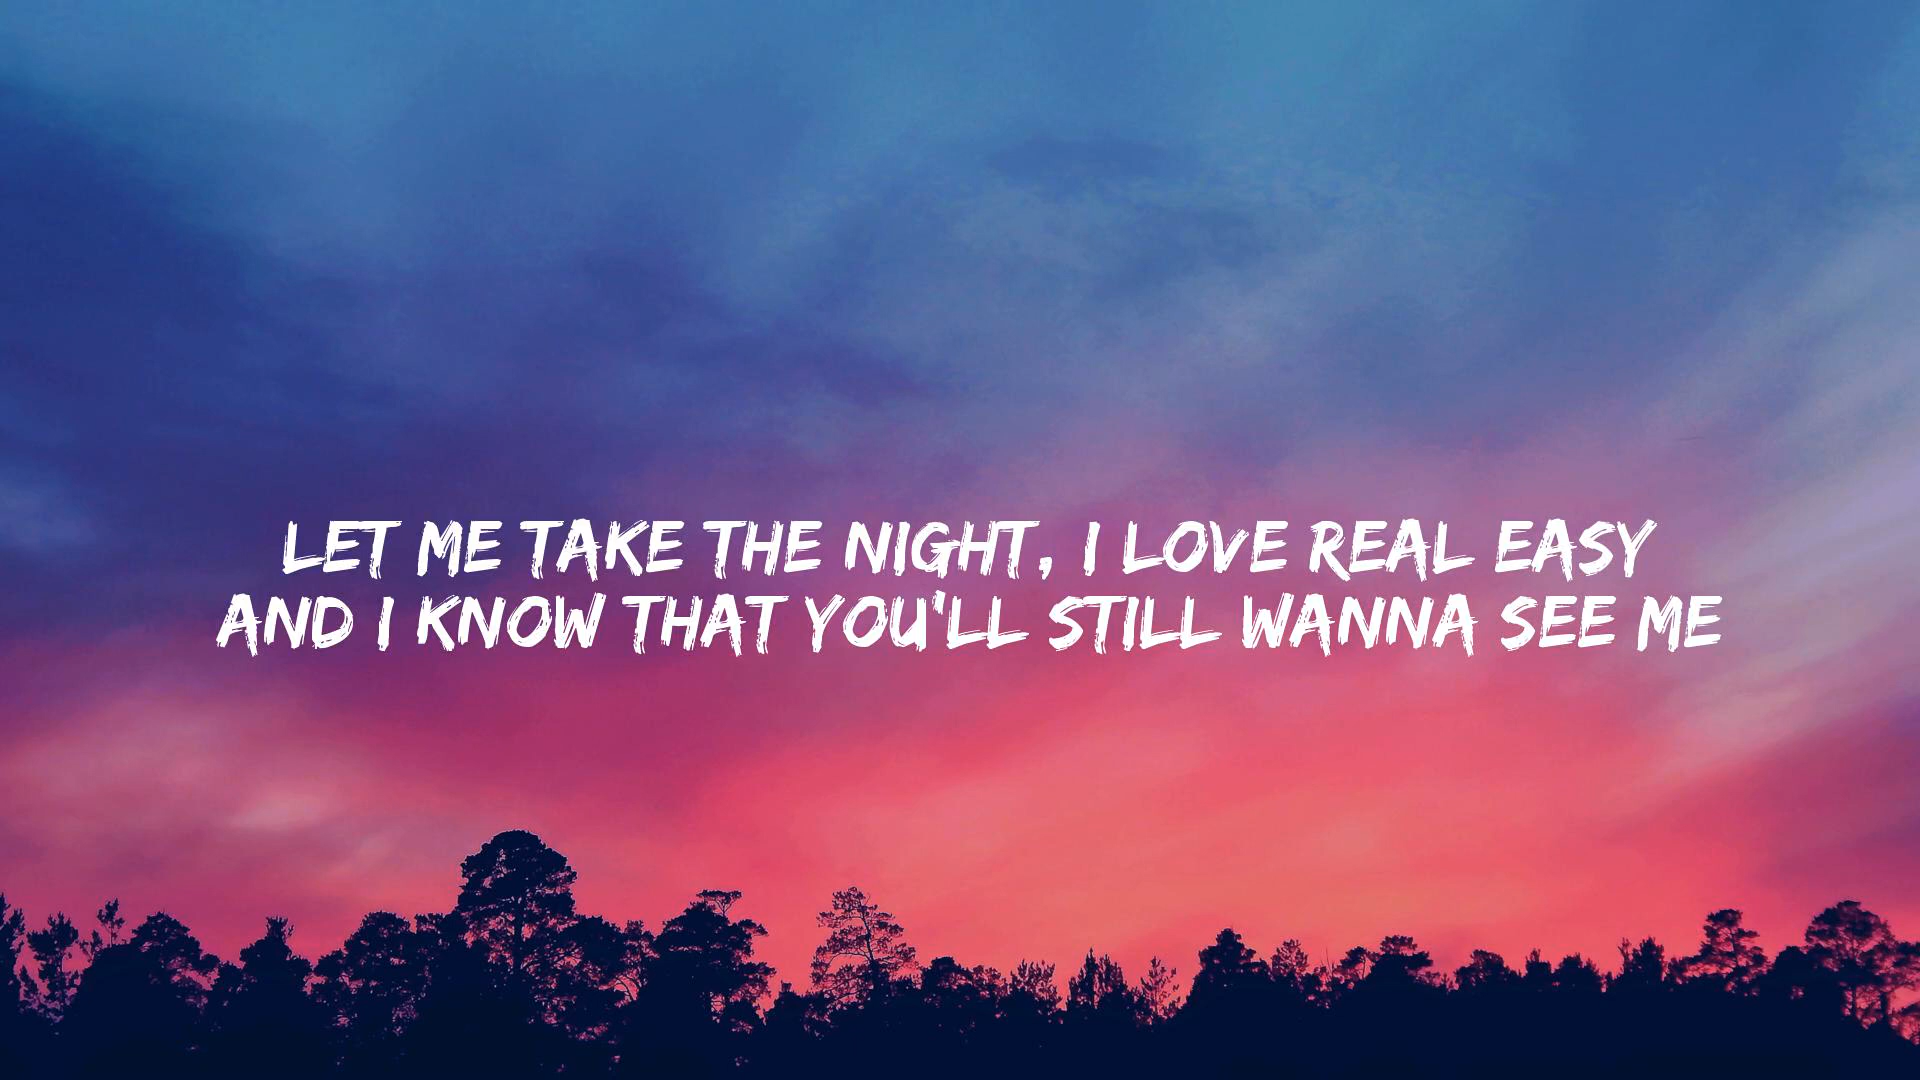 LET ME TAKE THE NIGHT, I LOVE REAL EASY
AND I KNOW THAT YOU'LL STILL WANNA SEE ME